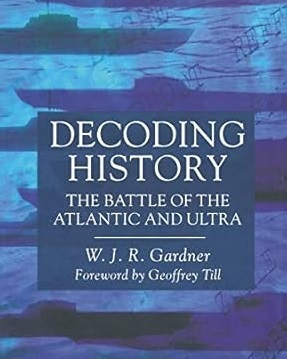 DECODING
HISTORY
THE BATTLE OF THE
ATLANTIC AND ULTRA
W. J. R. Gardner
Foreword by Geoffrey Till